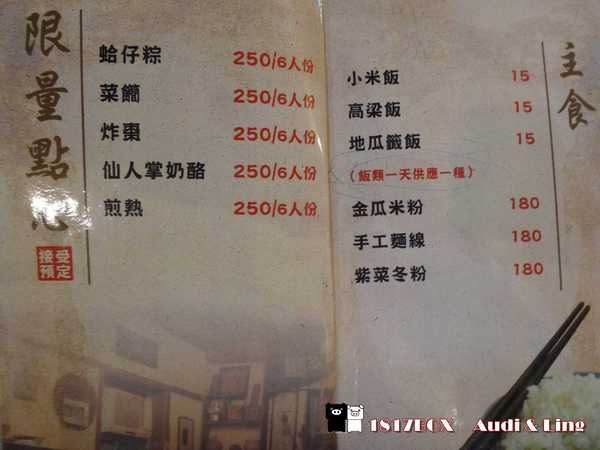 限量點心
接受預定
蛤仔粽 250/6人份
菜餾 250/6人份
炸棗 250/6人份
仙人掌奶酪 250/6人份
煎熟 250/6人份
主食
小米飯 15
高梁飯 15
地瓜籤飯 15
(飯類一天供應一種)
金瓜米粉 180
手工麵線 180
紫菜冬粉 180
1817BOX Audi & Ling